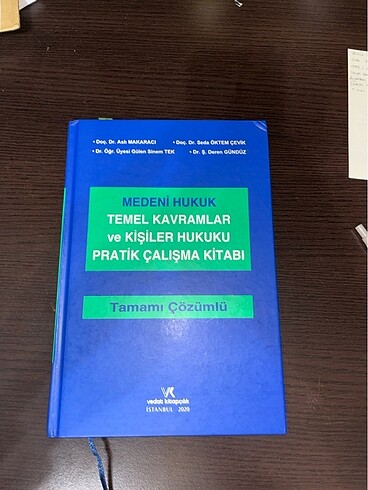 • Doç. Dr. Aslı MAKARACI • Doç. Dr. Seda ÖKTEM ÇEVİK
• Dr. Öğr. Üyesi Gülen Sinem TEK • Dr. Ş. Deren GÜNDÜZ
MEDENİ HUKUK
TEMEL KAVRAMLAR
ve KİŞİLER HUKUKU
PRATİK ÇALIŞMA KİTABI
Tamamı Çözümlü
vedat kitapçılık
İSTANBUL 2020